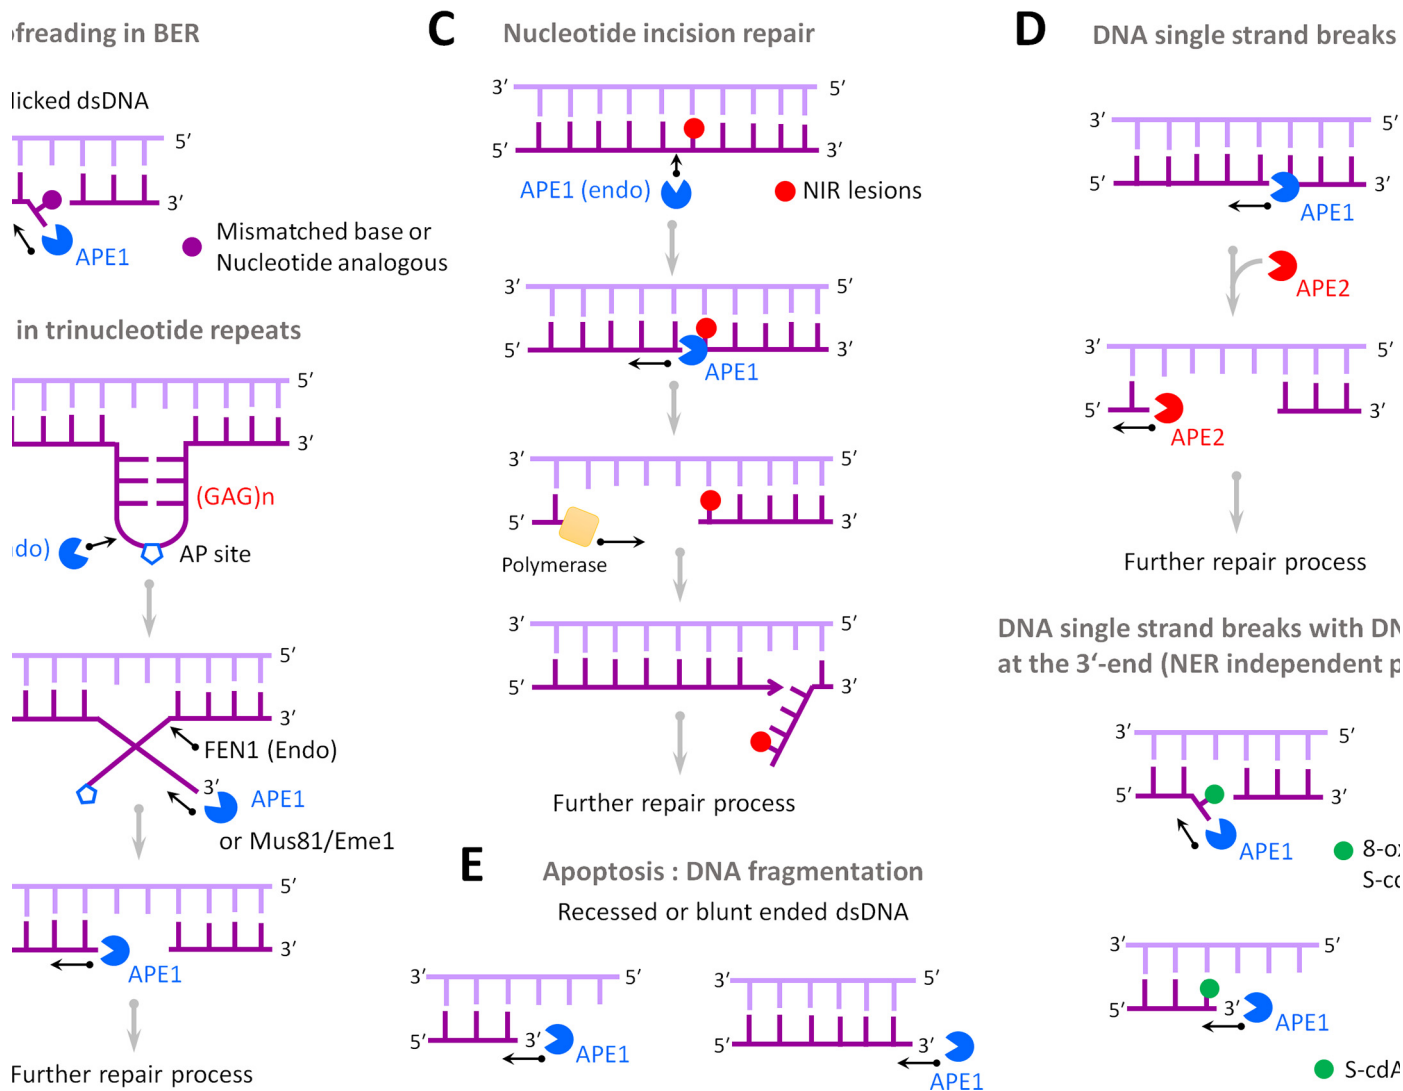 ofreading in BER
licked dsDNA
5′
3′
APE1
Mismatched base or
Nucleotide analogous
in trinucleotide repeats
5′
3′
(GAG)n
ndo)
AP site
5′
3′
FEN1 (Endo)
3′
APE1
or Mus81/Eme1
5′
3′
APE1
Further repair process
C
Nucleotide incision repair
3′
5′
5′
3′
APE1 (endo)
NIR lesions
3′
5′
5′
3′
APE1
3′
5′
5′
3′
Polymerase
3′
5′
5′
3′
Further repair process
D
DNA single strand breaks
3′
5′
5′
3′
APE1
APE2
3′
5′
5′
3′
APE2
Further repair process
DNA single strand breaks with DN
at the 3‘-end (NER independent p
3′
5′
5′
3′
APE1
8-ox
S-cd
3′
5′
5′
3′
APE1
S-cdA
E
Apoptosis : DNA fragmentation
Recessed or blunt ended dsDNA
3′
5′
5′
3′
APE1
3′
5′
5′
3′
APE1